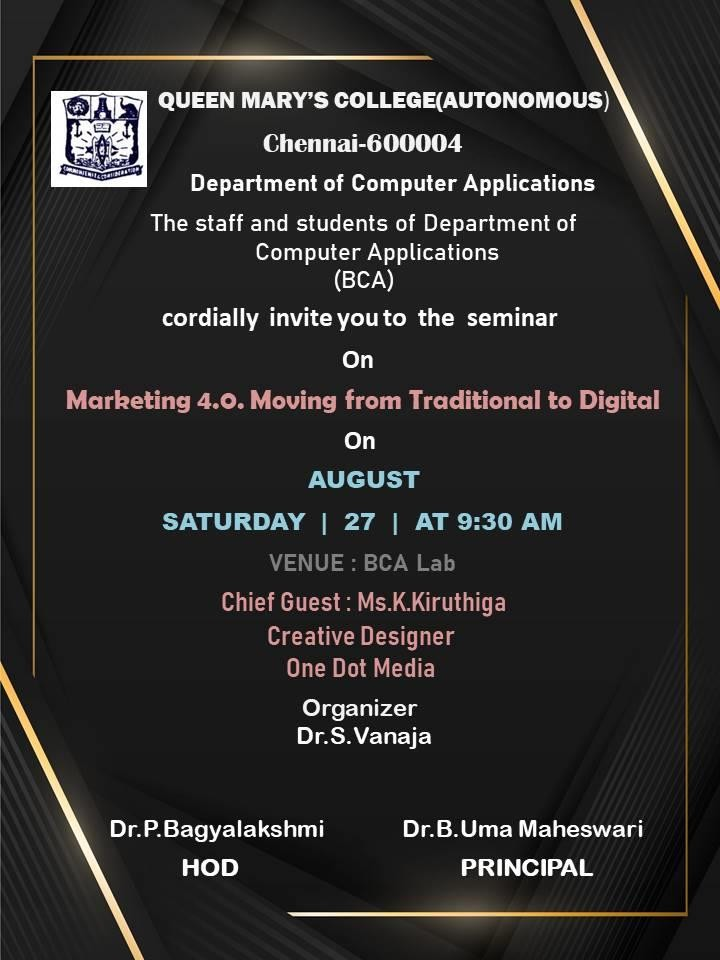 QUEEN MARY'S COLLEGE(AUTONOMOUS)
Chennai-600004
Department of Computer Applications
The staff and students of Department of
Computer Applications
(BCA)
cordially invite you to the seminar
On
Marketing 4.0. Moving from Traditional to Digital
On
AUGUST
SATURDAY | 27 | AT 9:30 AM
VENUE : BCA Lab
Chief Guest : Ms.K.Kiruthiga
Creative Designer
One Dot Media
Organizer
Dr.S.Vanaja
Dr.P.Bagyalakshmi Dr.B.Uma Maheswari
HOD PRINCIPAL